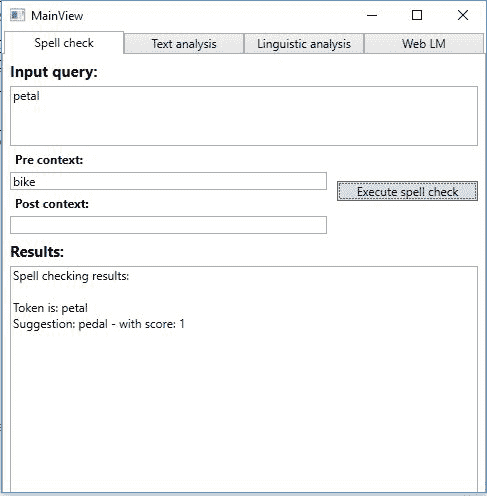 MainView
Spell check Text analysis Linguistic analysis Web LM
Input query:
petal
Pre context:
bike
Execute spell check
Post context:
Results:
Spell checking results:
Token is: petal
Suggestion: pedal - with score: 1